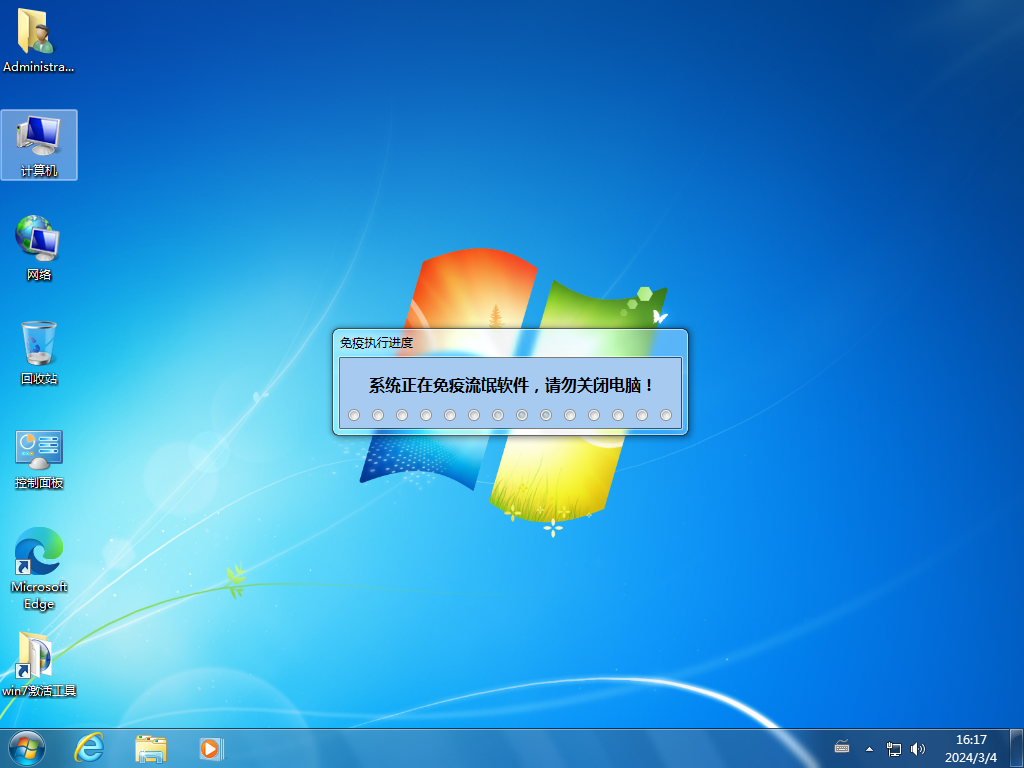 Administra...
计算机
网络
回收站
控制面板
Microsoft
Edge
win7激活工具
免疫执行进度
系统正在免疫流氓软件，请勿关闭电脑！
16:17
2024/3/4